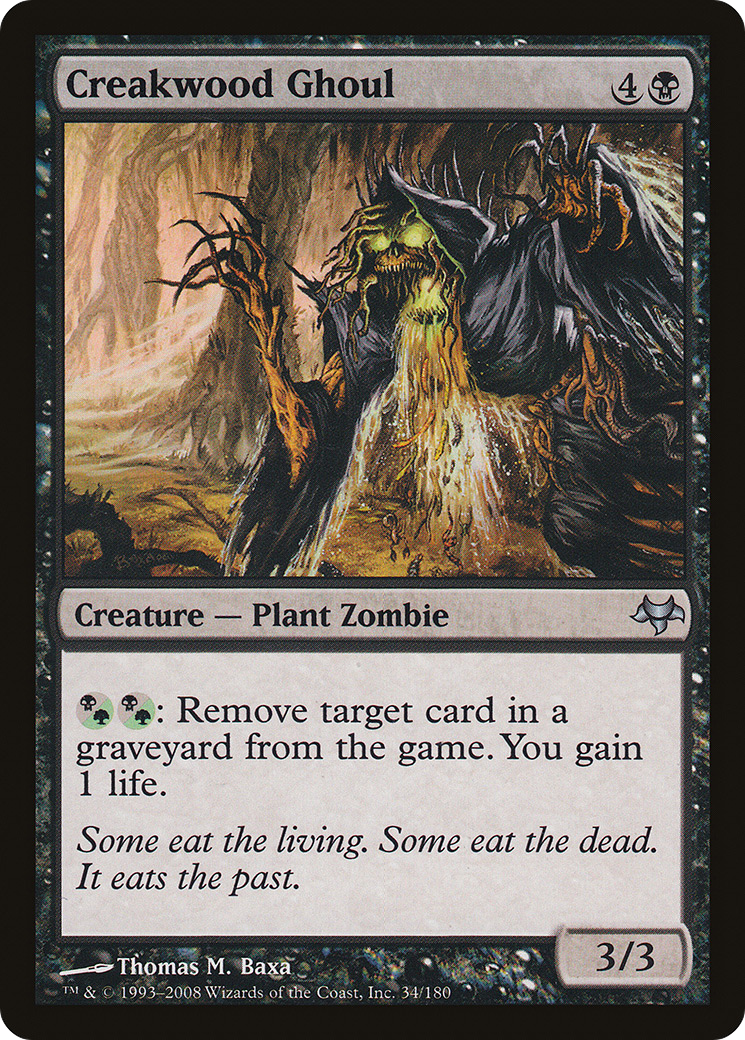 Creakwood Ghoul 4
Creature — Plant Zombie
: Remove target card in a
graveyard from the game. You gain
1 life.
Some eat the living. Some eat the dead.
It eats the past.
3/3
Thomas M. Baxa
™ & © 1993–2008 Wizards of the Coast, Inc. 34/180